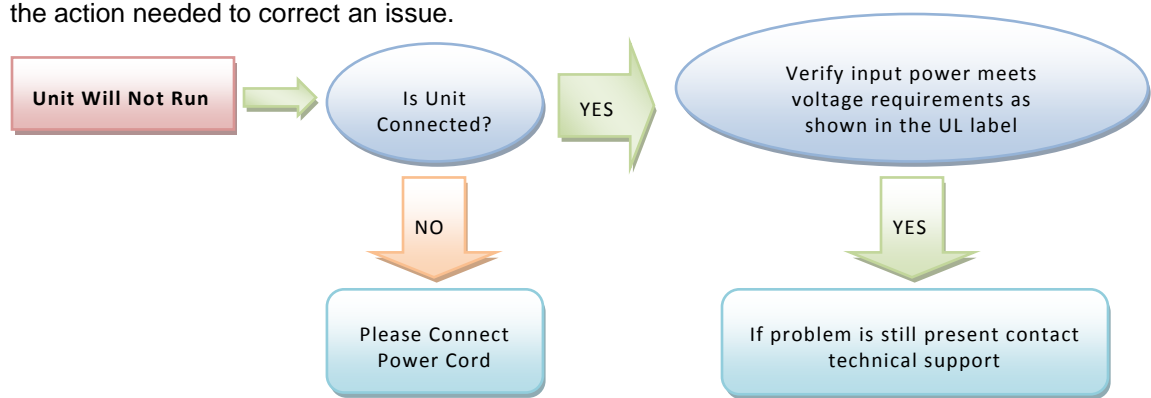 the action needed to correct an issue.
Unit Will Not Run
Is Unit
Connected?
YES
Verify input power meets
voltage requirements as
shown in the UL label
NO
YES
Please Connect
Power Cord
If problem is still present contact
technical support